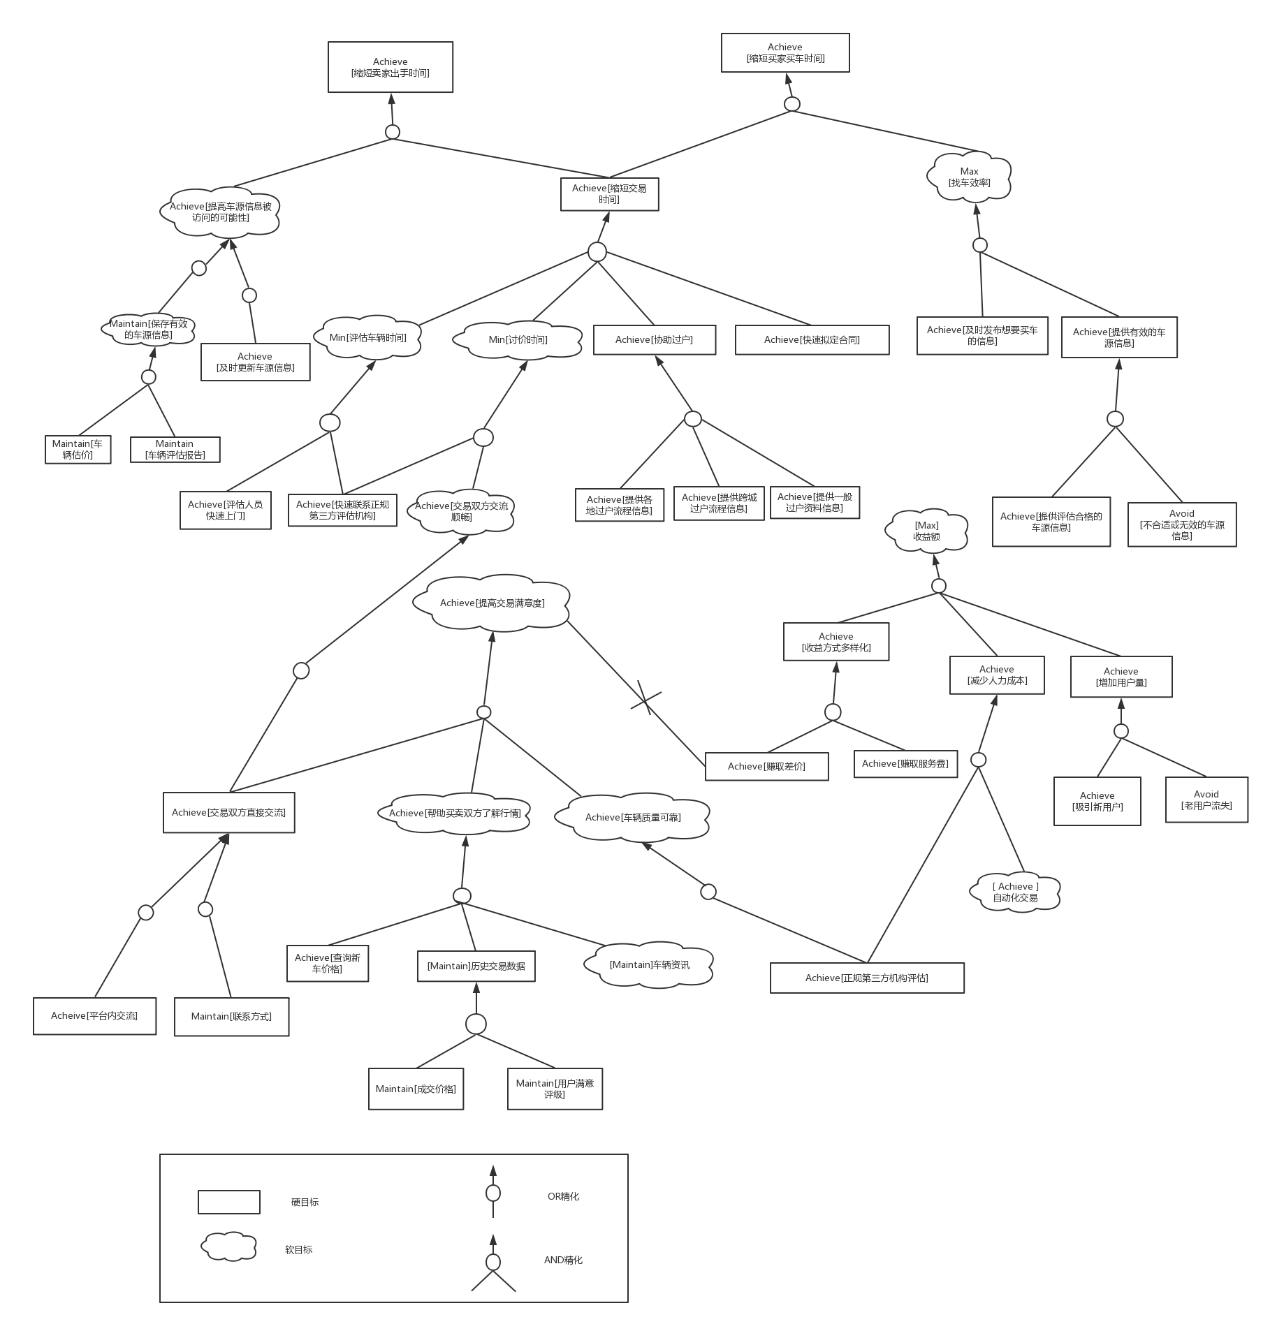 Achieve
[缩短卖家出手时间]
Achieve
[缩短买家买车时间]
Achieve[提高车源信息被
访问的可能性]
Achieve[缩短交易
时间]
Max
[找车效率]
Maintain[保存有效
的车源信息]
Achieve
[及时更新车源信息]
Min[评估车辆时间]
Min[讨价时间]
Achieve[协助过户]
Achieve[快速拟定合同]
Achieve[及时发布想要买车
的信息]
Achieve[提供有效的车
源信息]
Maintain[车
辆估价]
Maintain
[车辆评估报告]
Achieve[评估人员
快速上门]
Achieve[快速联系正规
第三方评估机构]
Achieve[交易双方交流
顺畅]
Achieve[提供各
地过户流程信息]
Achieve[提供跨城
过户流程信息]
Achieve[提供一般
过户资料信息]
[Max]
收益额
Achieve[提供评估合格的
车源信息]
Avoid
[不合适或无效的车源
信息]
Achieve[提高交易满意度]
Achieve
[收益方式多样化]
Achieve
[减少人力成本]
Achieve
[增加用户量]
Achieve[赚取差价]
Achieve[赚取服务费]
Achieve
[吸引新用户]
Avoid
[老用户流失]
Achieve[交易双方直接交流]
Achieve[帮助买卖双方了解行情]
Achieve[车辆质量可靠]
[ Achieve ]
自动化交易
Achieve[查询新
车价格]
[Maintain]历史交易数据
[Maintain]车辆资讯
Achieve[正规第三方机构评估]
Acheive[平台内交流]
Maintain[联系方式]
Maintain[成交价格]
Maintain[用户满意
评级]
硬目标
OR精化
软目标
AND精化